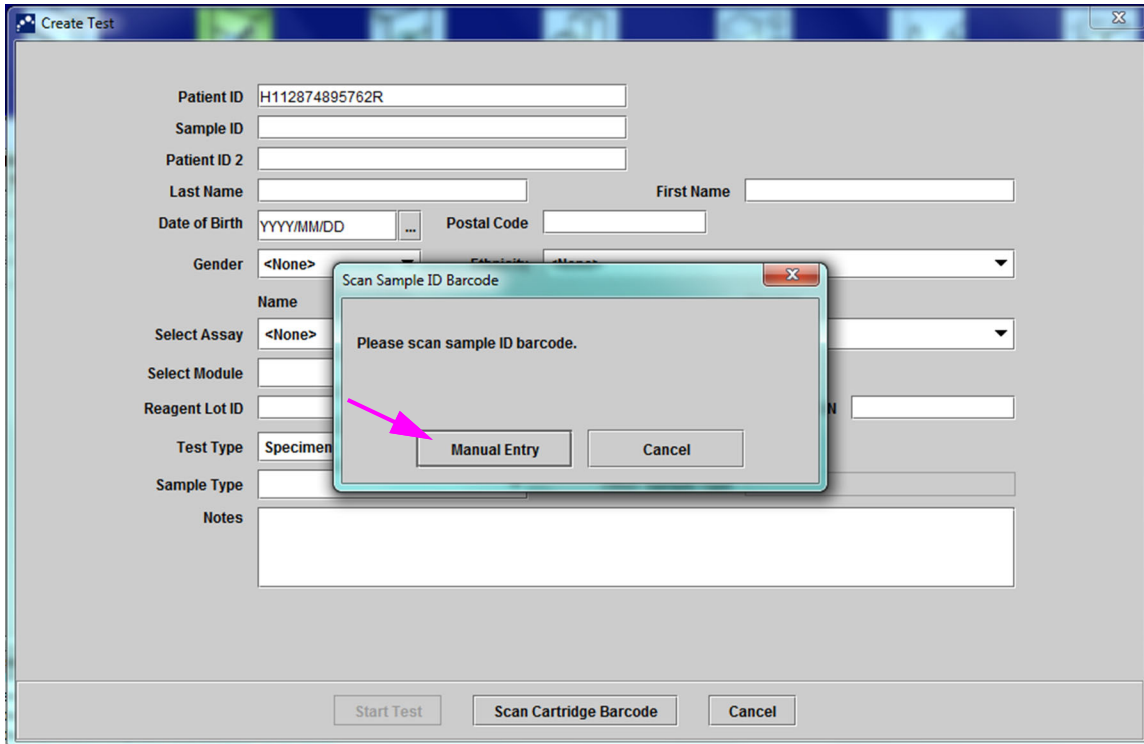 Create Test
Patient ID H112874895762R
Sample ID
Patient ID 2
Last Name First Name
Date of Birth YYYY/MM/DD ... Postal Code
Gender <None> Ethnicity <None>
Scan Sample ID Barcode
Name
Select Assay <None>
Please scan sample ID barcode.
Select Module
Reagent Lot ID N
Test Type Specimen
Manual Entry Cancel
Sample Type
Notes
Start Test Scan Cartridge Barcode Cancel